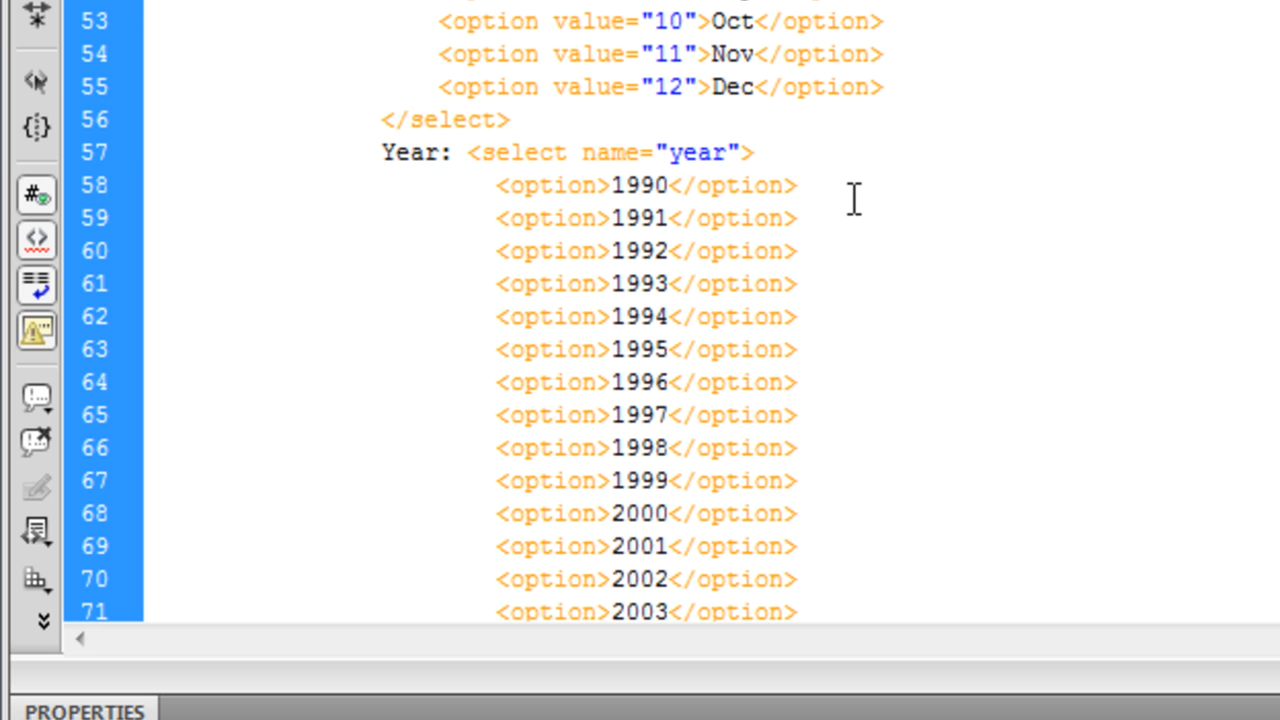 53 <option value="10">Oct</option>
54 <option value="11">Nov</option>
55 <option value="12">Dec</option>
56 </select>
57 Year: <select name="year">
58 <option>1990</option>
59 <option>1991</option>
60 <option>1992</option>
61 <option>1993</option>
62 <option>1994</option>
63 <option>1995</option>
64 <option>1996</option>
65 <option>1997</option>
66 <option>1998</option>
67 <option>1999</option>
68 <option>2000</option>
69 <option>2001</option>
70 <option>2002</option>
71 <option>2003</option>
PROPERTIES